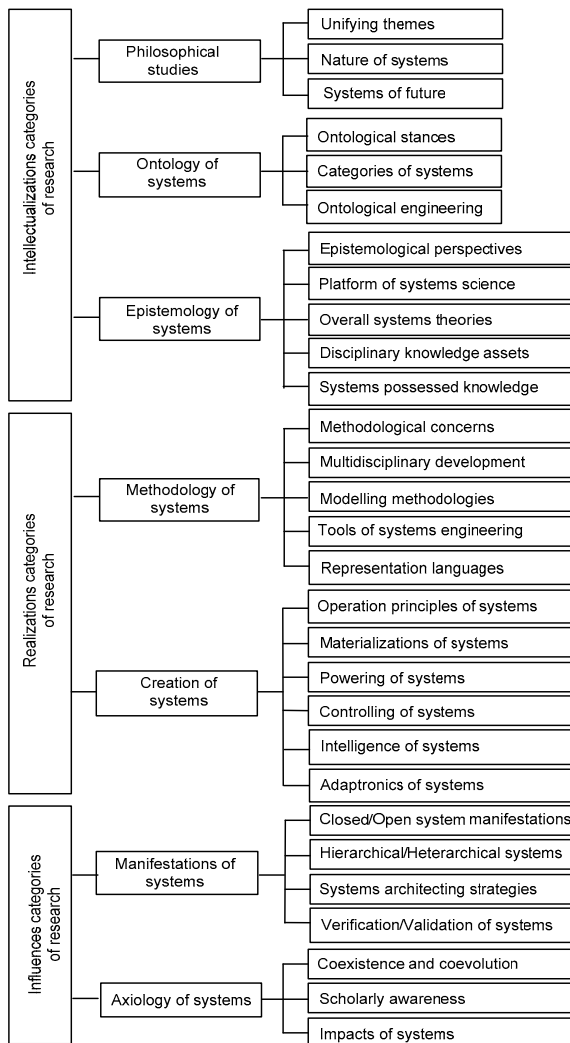 Intellectualizations categories
of research
Philosophical
studies
Unifying themes
Nature of systems
Systems of future
Ontology of
systems
Ontological stances
Categories of systems
Ontological engineering
Epistemology of
systems
Epistemological perspectives
Platform of systems science
Overall systems theories
Disciplinary knowledge assets
Systems possessed knowledge
Realizations categories
of research
Methodology of
systems
Methodological concerns
Multidisciplinary development
Modelling methodologies
Tools of systems engineering
Representation languages
Creation of
systems
Operation principles of systems
Materializations of systems
Powering of systems
Controlling of systems
Intelligence of systems
Adaptronics of systems
Influences categories
of research
Manifestations of
systems
Closed/Open system manifestations
Hierarchical/Heterarchical systems
Systems architecting strategies
Verification/Validation of systems
Axiology of systems
Coexistence and coevolution
Scholarly awareness
Impacts of systems